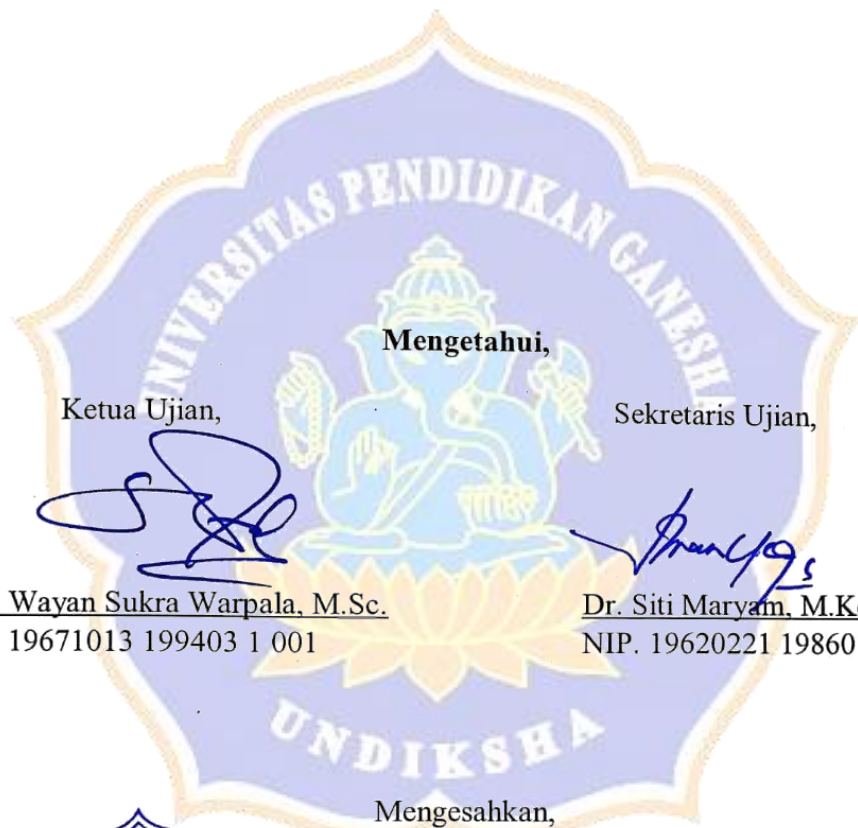 UNIVERSITAS PENDIDIKAN GANESHA
Mengetahui,
Ketua Ujian,
Sekretaris Ujian,
Wayan Sukra Warpala, M.Sc.
Dr. Siti Maryam, M.K
19671013 199403 1 001
NIP. 19620221 19860
UNDIKSHA
Mengesahkan,